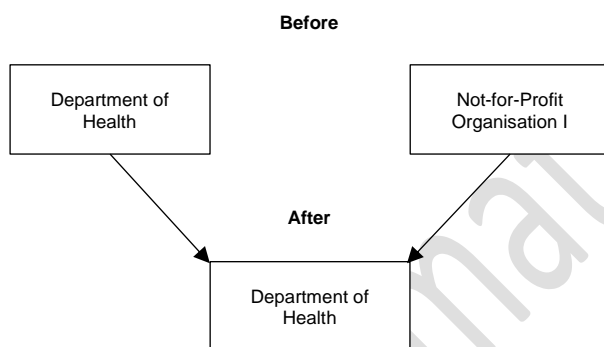 Before
Department of
Health
Not-for-Profit
Organisation I
After
Department of
Health